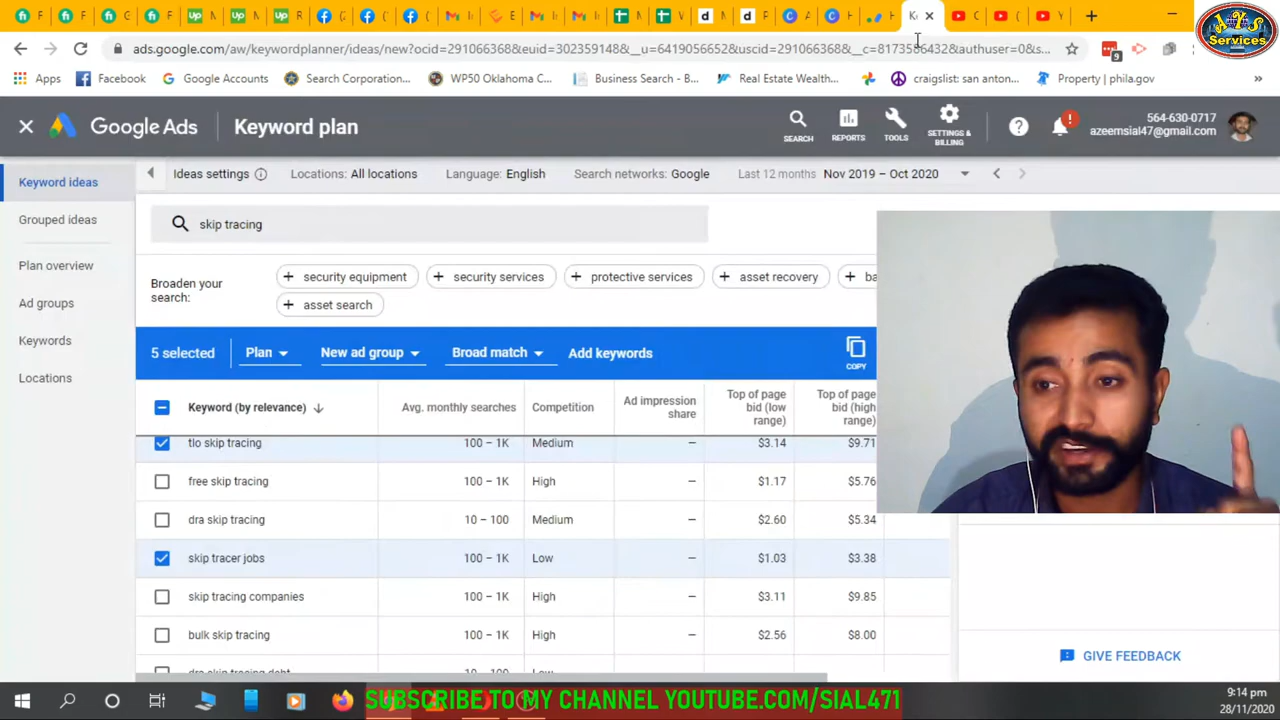 ads.google.com/aw/keywordplanner/ideas/new?ocid=291066368&euid=302359148&__u=6419056652&uscid=291066368&__c=8173586432&authuser=0&s...
9
AYS
Services
Apps
Facebook
Google Accounts
Search Corporation...
WP50 Oklahoma C...
Business Search - B...
Real Estate Wealth...
craigslist: san anton...
Property | phila.gov
Google Ads
Keyword plan
SEARCH
REPORTS
TOOLS
SETTINGS & BILLING
564-630-0717
azeemsial47@gmail.com
Keyword ideas
Grouped ideas
Plan overview
Ad groups
Keywords
Locations
Ideas settings
Locations: All locations
Language: English
Search networks: Google
Last 12 months
Nov 2019 – Oct 2020
skip tracing
Broaden your search:
+ security equipment
+ security services
+ protective services
+ asset recovery
+ ba
+ asset search
5 selected
Plan
New ad group
Broad match
Add keywords
COPY
Keyword (by relevance)
Avg. monthly searches
Competition
Ad impression share
Top of page bid (low range)
Top of page bid (high range)
tlo skip tracing 100 – 1K Medium – $3.14 $9.71
free skip tracing 100 – 1K High – $1.17 $5.76
dra skip tracing 10 – 100 Medium – $2.60 $5.34
skip tracer jobs 100 – 1K Low – $1.03 $3.38
skip tracing companies 100 – 1K High – $3.11 $9.85
bulk skip tracing 100 – 1K High – $2.56 $8.00
GIVE FEEDBACK
SUBSCRIBE TO MY CHANNEL YOUTUBE.COM/SIAL471
9:14 pm
28/11/2020